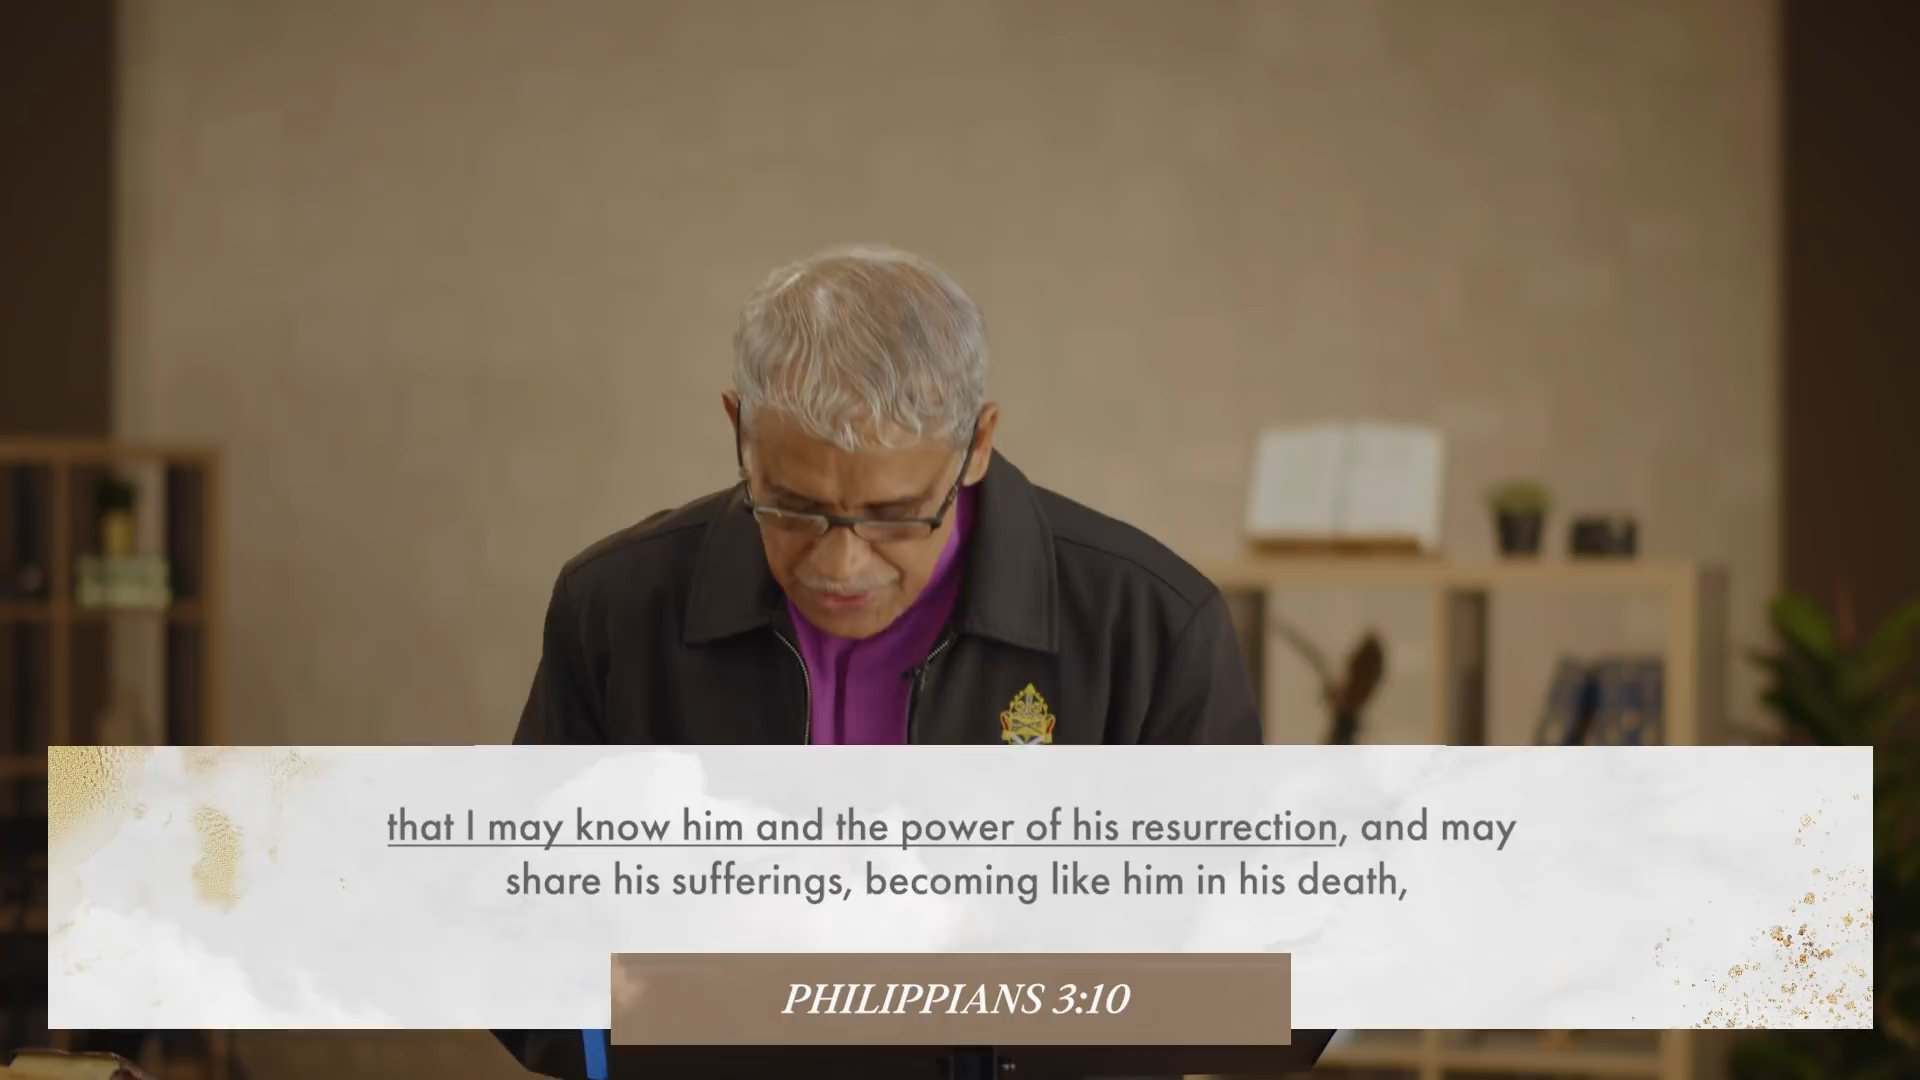 that I may know him and the power of his resurrection, and may
share his sufferings, becoming like him in his death,
PHILIPPIANS 3:10